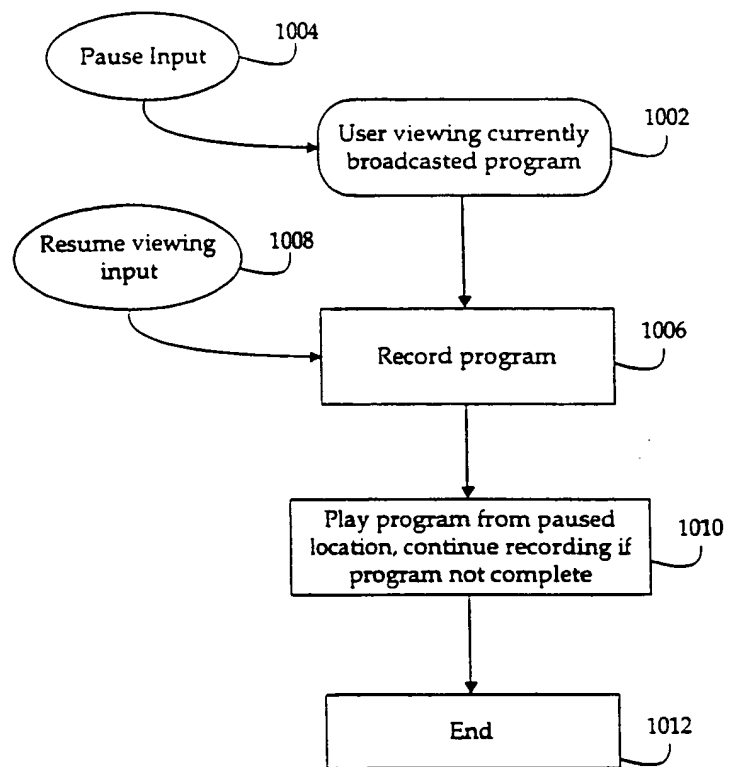 1004
Pause Input
1002
User viewing currently
broadcasted program
1008
Resume viewing
input
1006
Record program
Play program from paused
location, continue recording if
program not complete
1010
End
1012